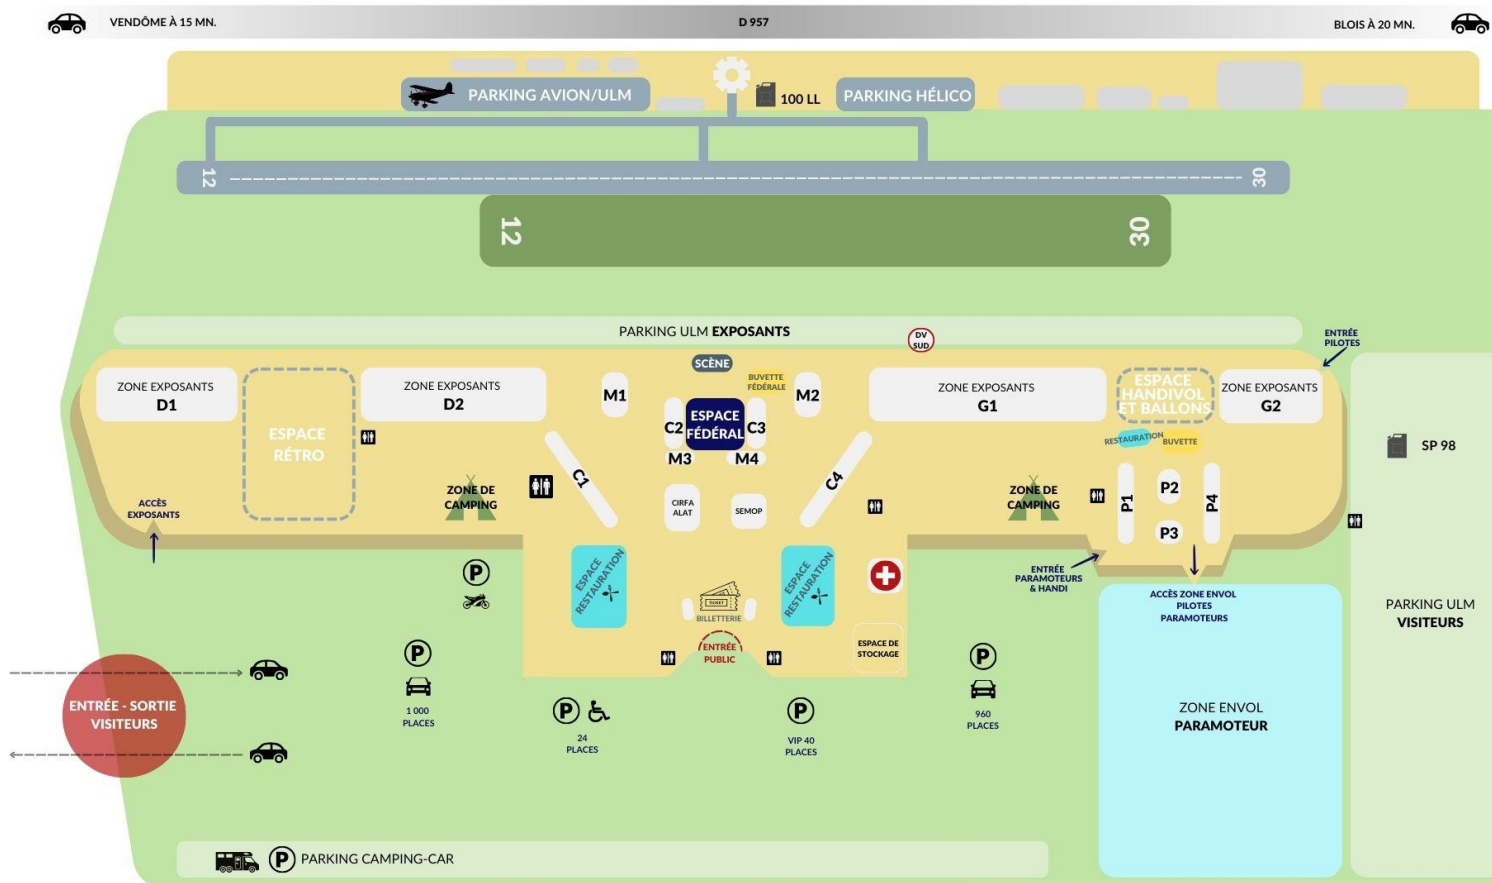 VENDÔME À 15 MN.
D 957
BLOIS À 20 MN.
PARKING AVION/ULM
100 LL
PARKING HÉLICO
12
30
12
30
PARKING ULM EXPOSANTS
DV
SUD
ENTRÉE
PILOTES
SCÈNE
ZONE EXPOSANTS
D1
ESPACE
RÉTRO
ZONE EXPOSANTS
D2
M1
BUVETTE
FÉDÉRALE
M2
C2
ESPACE
FÉDÉRAL
C3
M3
M4
ZONE EXPOSANTS
G1
ESPACE
HANDIVOL
ET BALLONS
ZONE EXPOSANTS
G2
RESTAURATION
BUVETTE
SP 98
C1
C4
ZONE DE
CAMPING
CIRFA
ALAT
SEMOP
ZONE DE
CAMPING
P1
P2
P3
P4
ACCÈS
EXPOSANTS
P
ESPACE
RESTAURATION
ESPACE
RESTAURATION
TICKET
BILLETTERIE
ENTRÉE
PUBLIC
ENTRÉE
PARAMOTEURS
& HANDI
ACCÈS ZONE ENVOL
PILOTES
PARAMOTEURS
PARKING ULM
VISITEURS
ESPACE DE
STOCKAGE
ENTRÉE - SORTIE
VISITEURS
P
1 000
PLACES
P
24
PLACES
P
VIP 40
PLACES
P
960
PLACES
ZONE ENVOL
PARAMOTEUR
P PARKING CAMPING-CAR